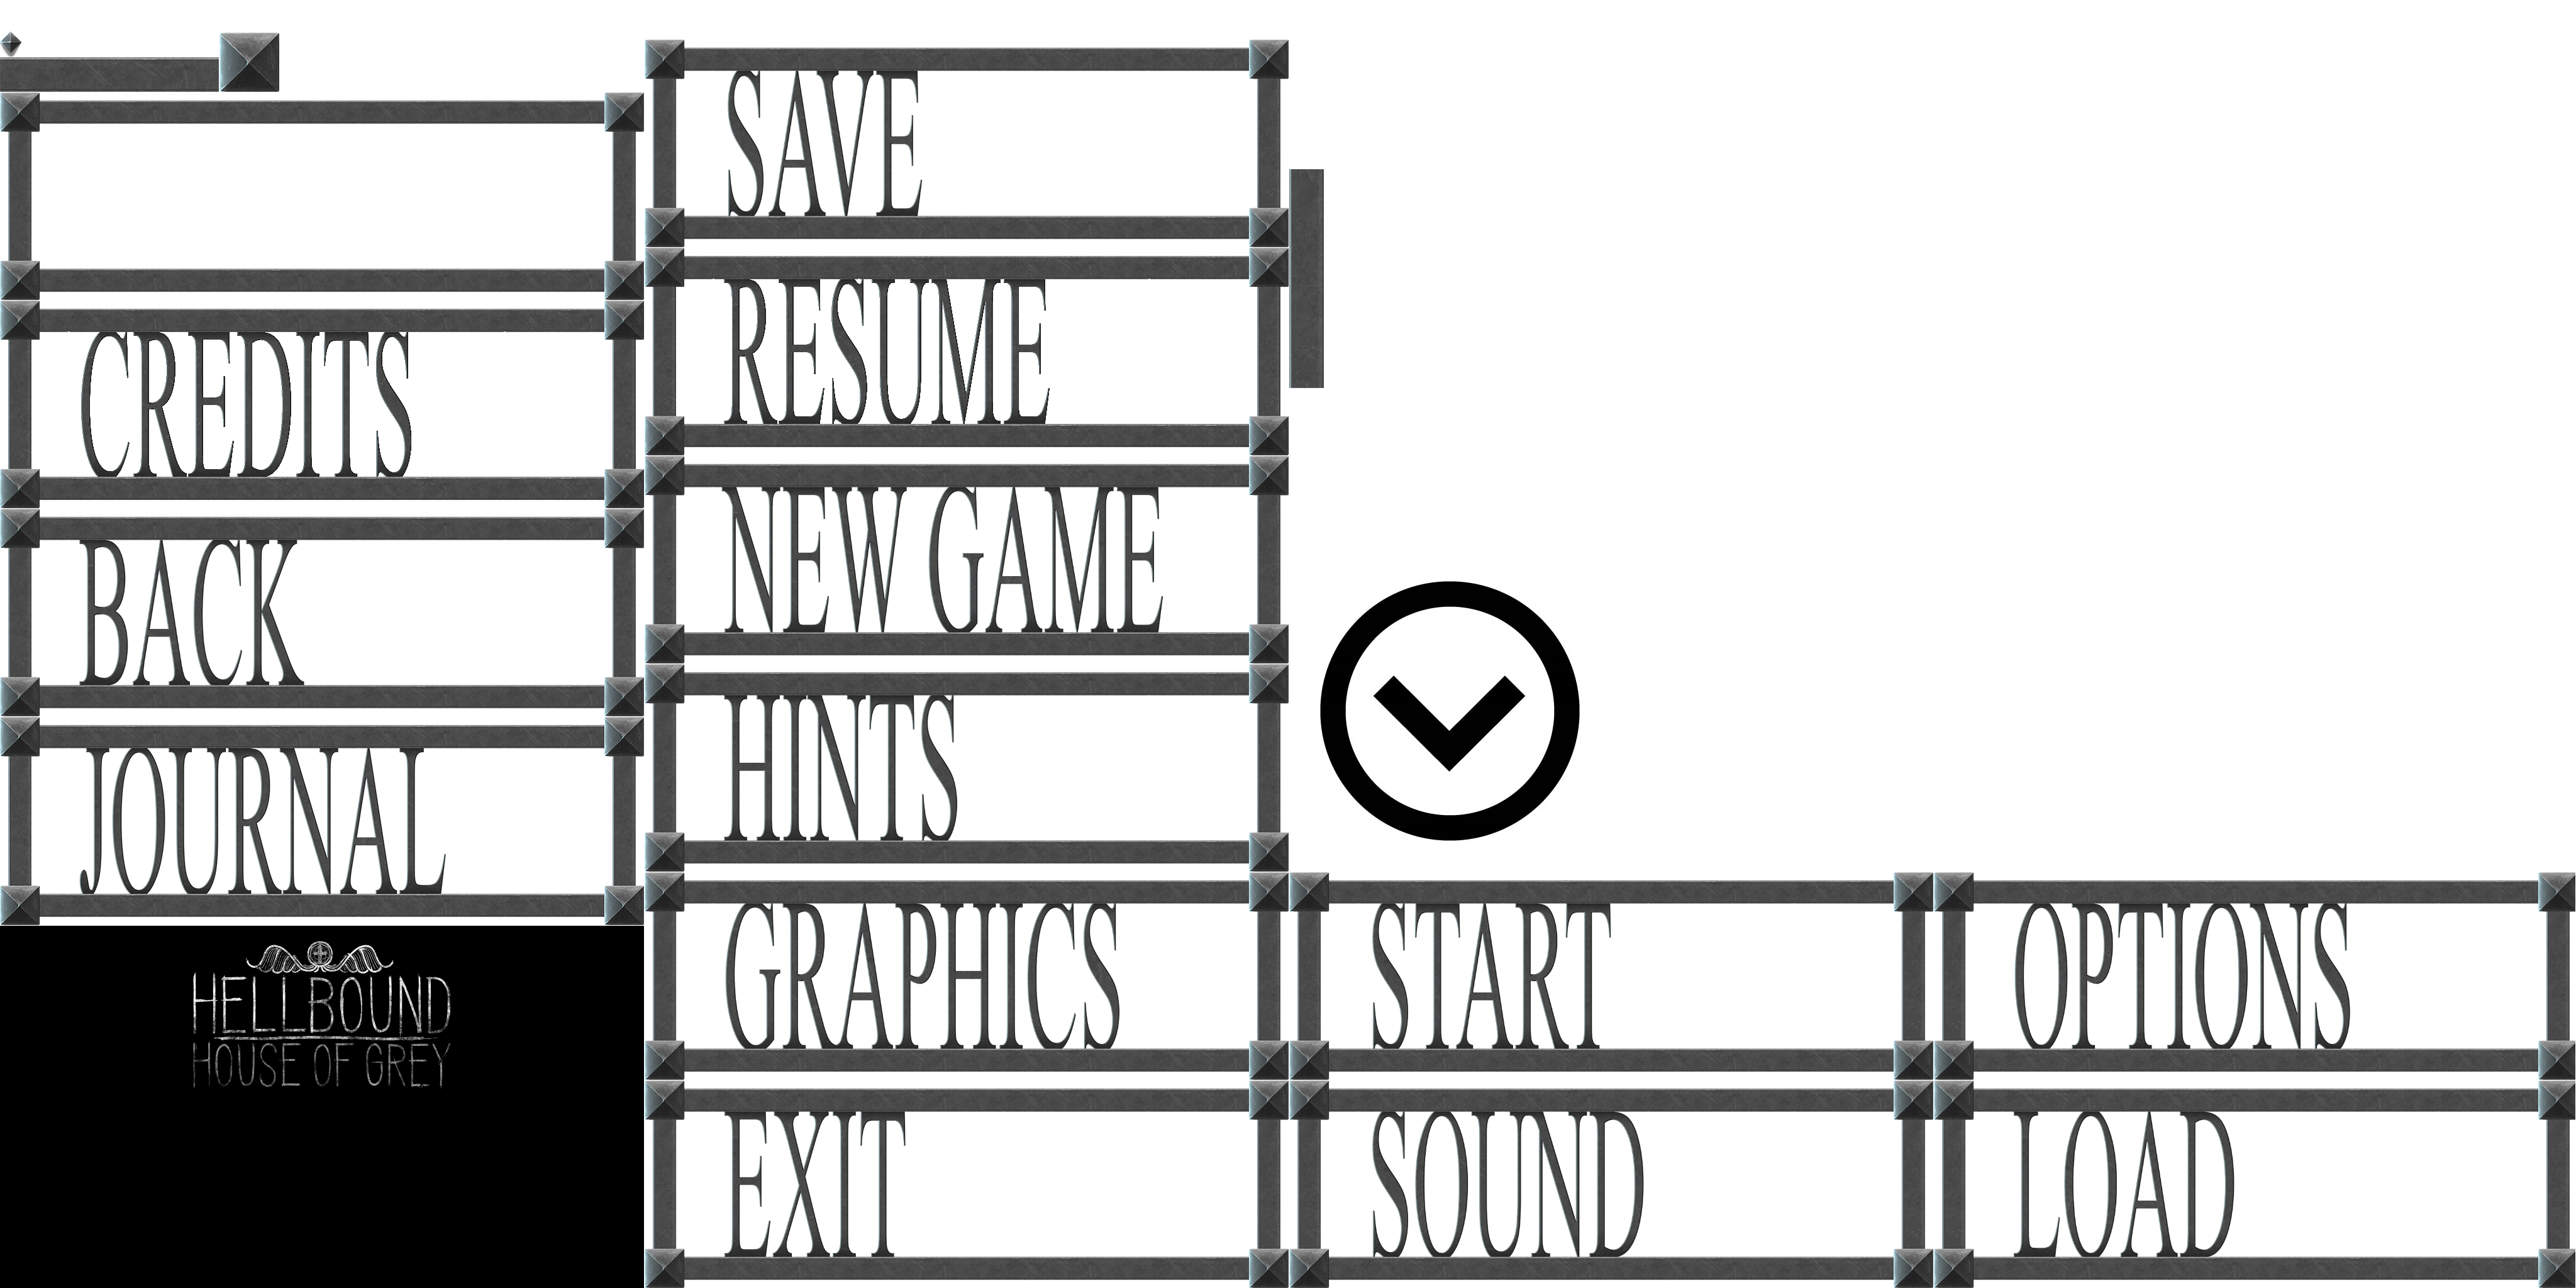 CREDITS
BACK
JOURNAL
HELLBOUND
HOUSE OF GREY
SAVE
RESUME
NEW GAME
HINTS
GRAPHICS
EXIT
START
SOUND
OPTIONS
LOAD